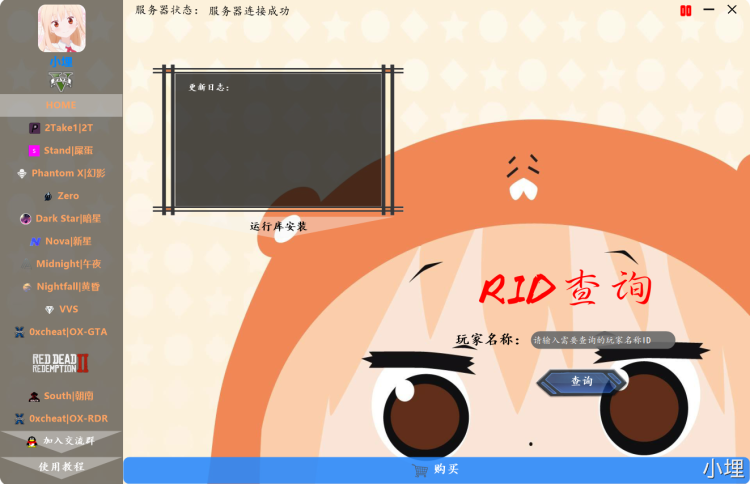 服务器状态： 服务器连接成功
小埋
HOME
2Take1|2T
Stand|屎蛋
Phantom X|幻影
Zero
Dark Star|暗星
Nova|新星
Midnight|午夜
Nightfall|黄昏
VVS
0xcheat|OX-GTA
RED DEAD
REDEMPTION II
South|朝南
0xcheat|OX-RDR
加入交流群
使用教程
更新日志：
运行库安装
RID查询
玩家名称：
请输入需要查询的玩家名称ID
查询
购买
小埋